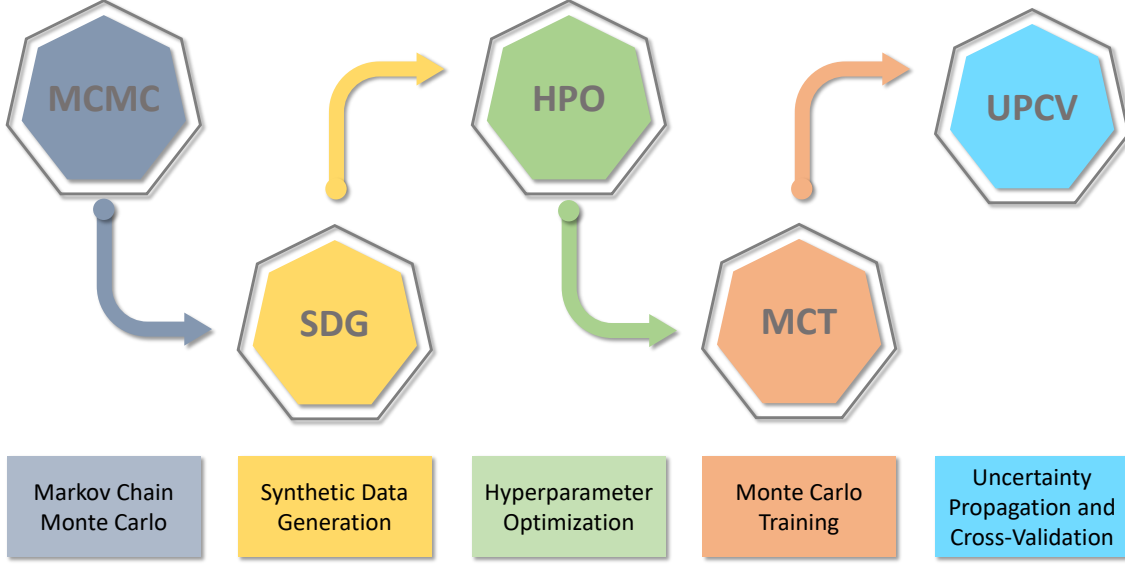 MCMC
HPO
UPCV
SDG
MCT
Markov Chain
Monte Carlo
Synthetic Data
Generation
Hyperparameter
Optimization
Monte Carlo
Training
Uncertainty
Propagation and
Cross-Validation